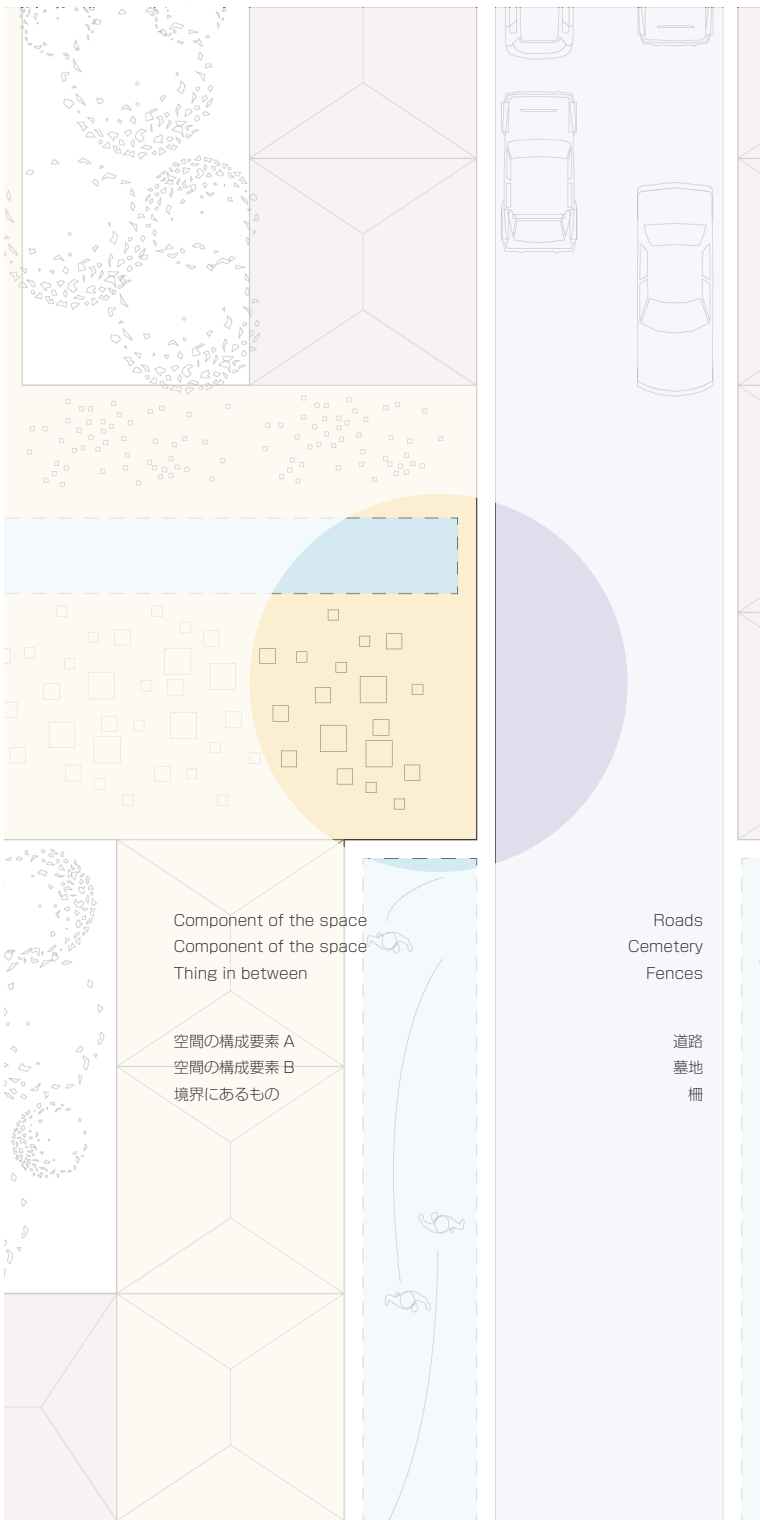 Component of the space
Component of the space
Thing in between
Roads
Cemetery
Fences
空間の構成要素 A
空間の構成要素 B
境界にあるもの
道路
墓地
柵